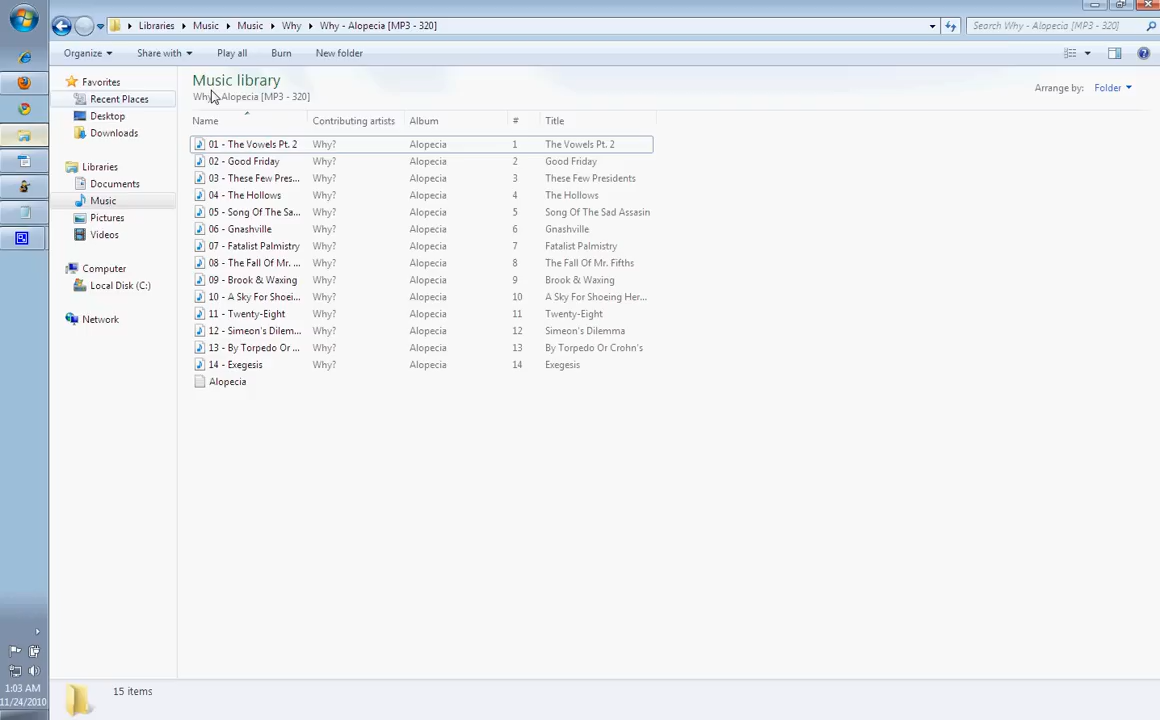 Libraries Music Music Why Why - Alopecia [MP3 - 320] Search Why - Alopecia [MP3 - 320]
Organize Share with Play all Burn New folder
Favorites
Recent Places
Desktop
Downloads
Libraries
Documents
Music
Pictures
Videos
Computer
Local Disk (C:)
Network
Music library
Alopecia [MP3 - 320]
Arrange by: Folder
Name Contributing artists Album # Title
01 - The Vowels Pt. 2 Why? Alopecia 1 The Vowels Pt. 2
02 - Good Friday Why? Alopecia 2 Good Friday
03 - These Few Pres... Why? Alopecia 3 These Few Presidents
04 - The Hollows Why? Alopecia 4 The Hollows
05 - Song Of The Sa... Why? Alopecia 5 Song Of The Sad Assasin
06 - Gnashville Why? Alopecia 6 Gnashville
07 - Fatalist Palmistry Why? Alopecia 7 Fatalist Palmistry
08 - The Fall Of Mr. ... Why? Alopecia 8 The Fall Of Mr. Fifths
09 - Brook & Waxing Why? Alopecia 9 Brook & Waxing
10 - A Sky For Shoei... Why? Alopecia 10 A Sky For Shoeing Her...
11 - Twenty-Eight Why? Alopecia 11 Twenty-Eight
12 - Simeon's Dilem... Why? Alopecia 12 Simeon's Dilemma
13 - By Torpedo Or ... Why? Alopecia 13 By Torpedo Or Crohn's
14 - Exegesis Why? Alopecia 14 Exegesis
Alopecia
15 items
1:03 AM
11/24/2010